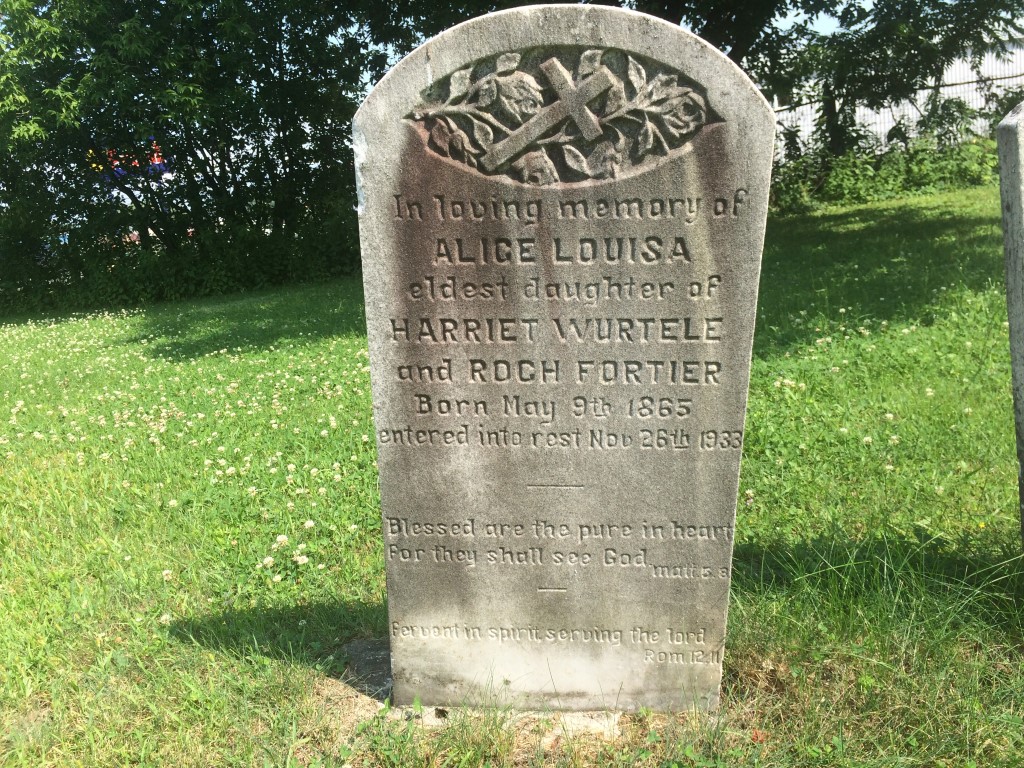 In loving memory of
ALICE LOUISA
eldest daughter of
HARRIET WURTELE
and ROCH FORTIER
Born May 9th 1865
entered into rest Nov 26th 1933
Blessed are the pure in heart
For they shall see God
Matt 5. 8
Fervent in spirit, serving the lord
Rom 12.11